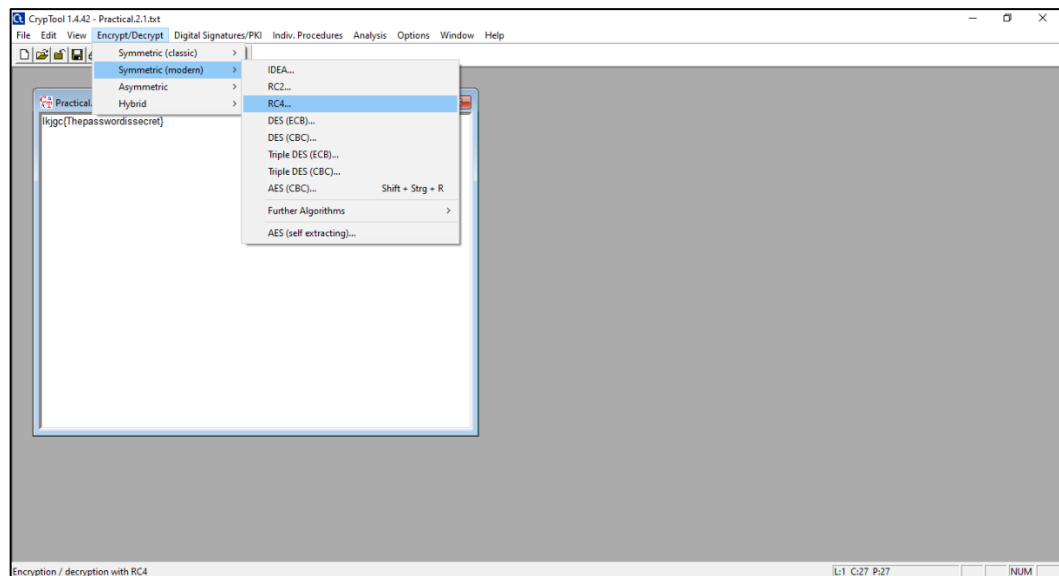 CrypTool 1.4.42 - Practical.2.1.txt
File Edit View Encrypt/Decrypt Digital Signatures/PKI Indiv. Procedures Analysis Options Window Help
Symmetric (classic) >
Symmetric (modern) >
Asymmetric >
Hybrid >
IDEA...
RC2...
RC4...
DES (ECB)...
DES (CBC)...
Triple DES (ECB)...
Triple DES (CBC)...
AES (CBC)... Shift + Strg + R
Further Algorithms >
AES (self extracting)...
Practical.
lkjgc{Thepasswordissecret}
Encryption / decryption with RC4
L:1 C:27 P:27
NUM